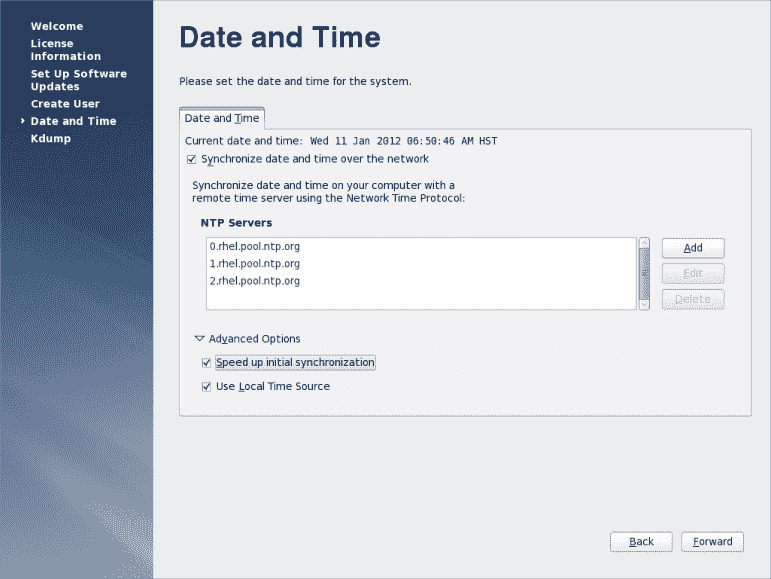 Welcome
License
Information
Set Up Software
Updates
Create User
Date and Time
Kdump
Date and Time
Please set the date and time for the system.
Date and Time
Current date and time: Wed 11 Jan 2012 06:50:46 AM HST
Synchronize date and time over the network
Synchronize date and time on your computer with a
remote time server using the Network Time Protocol:
NTP Servers
0.rhel.pool.ntp.org
1.rhel.pool.ntp.org
2.rhel.pool.ntp.org
Add
Edit
Delete
Advanced Options
Speed up initial synchronization
Use Local Time Source
Back
Forward